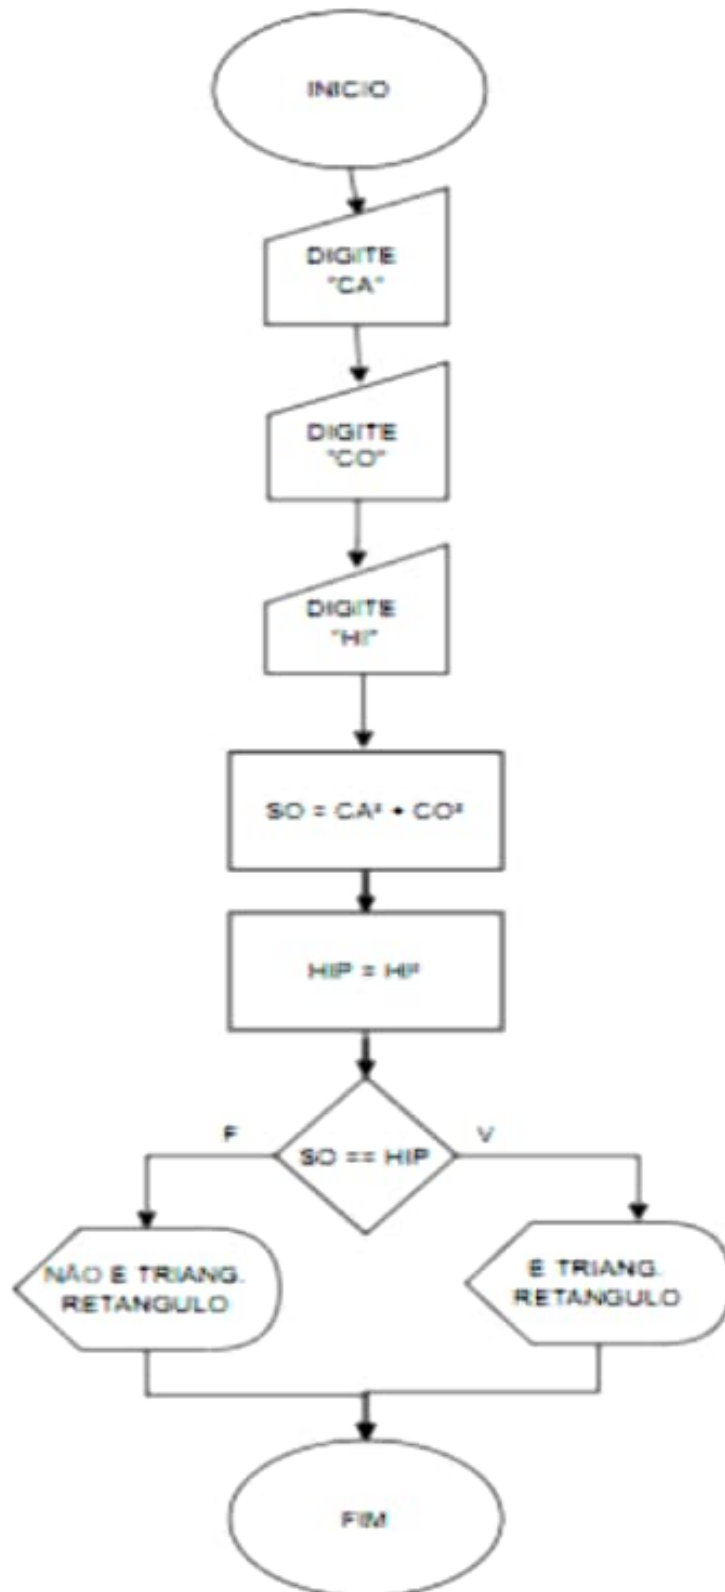 INICIO
DIGITE
"CA"
DIGITE
"CO"
DIGITE
"HI"
SO = CA² + CO²
HIP = HI²
F
V
SO == HIP
NÃO E TRIANG.
RETANGULO
E TRIANG.
RETANGULO
FIM